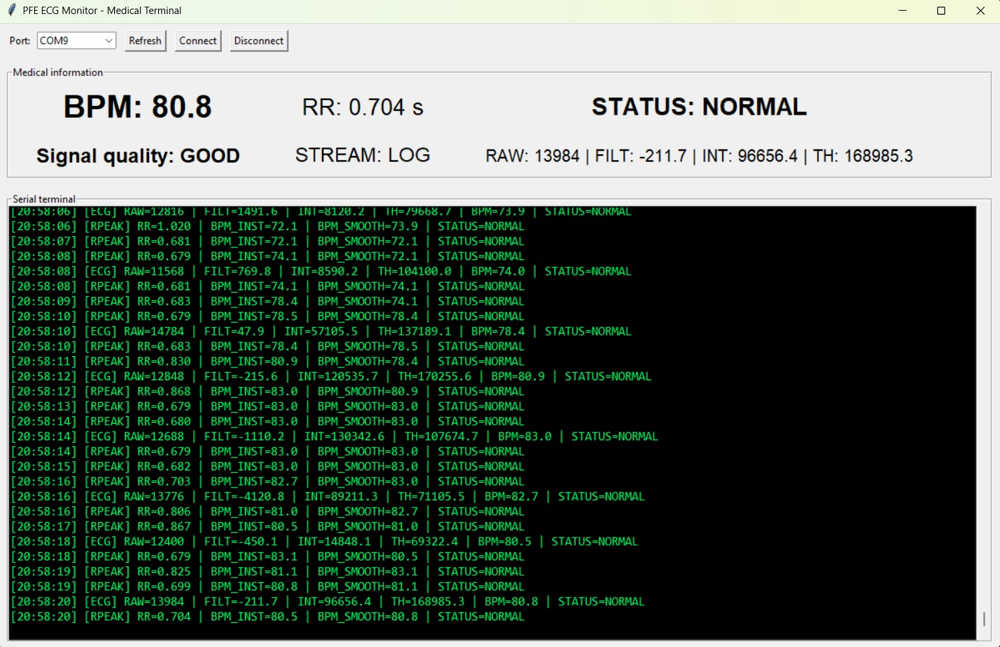 PFE ECG Monitor - Medical Terminal
Port: COM9 Refresh Connect Disconnect
Medical information
BPM: 80.8 RR: 0.704 s STATUS: NORMAL
Signal quality: GOOD STREAM: LOG RAW: 13984 | FILT: -211.7 | INT: 96656.4 | TH: 168985.3
Serial terminal
[20:58:06] [ECG] RAW=12816 | FILT=1491.6 | INT=8120.2 | TH=79668.7 | BPM=73.9 | STATUS=NORMAL
[20:58:06] [RPEAK] RR=1.020 | BPM_INST=72.1 | BPM_SMOOTH=73.9 | STATUS=NORMAL
[20:58:07] [RPEAK] RR=0.681 | BPM_INST=72.1 | BPM_SMOOTH=72.1 | STATUS=NORMAL
[20:58:08] [RPEAK] RR=0.679 | BPM_INST=74.1 | BPM_SMOOTH=72.1 | STATUS=NORMAL
[20:58:08] [ECG] RAW=11568 | FILT=769.8 | INT=8590.2 | TH=104100.0 | BPM=74.0 | STATUS=NORMAL
[20:58:08] [RPEAK] RR=0.681 | BPM_INST=74.1 | BPM_SMOOTH=74.1 | STATUS=NORMAL
[20:58:09] [RPEAK] RR=0.683 | BPM_INST=78.4 | BPM_SMOOTH=74.1 | STATUS=NORMAL
[20:58:10] [RPEAK] RR=0.679 | BPM_INST=78.5 | BPM_SMOOTH=78.4 | STATUS=NORMAL
[20:58:10] [ECG] RAW=14784 | FILT=47.9 | INT=57105.5 | TH=137189.1 | BPM=78.4 | STATUS=NORMAL
[20:58:10] [RPEAK] RR=0.683 | BPM_INST=78.4 | BPM_SMOOTH=78.5 | STATUS=NORMAL
[20:58:11] [RPEAK] RR=0.830 | BPM_INST=80.9 | BPM_SMOOTH=78.4 | STATUS=NORMAL
[20:58:12] [ECG] RAW=12848 | FILT=-215.6 | INT=120535.7 | TH=170255.6 | BPM=80.9 | STATUS=NORMAL
[20:58:12] [RPEAK] RR=0.868 | BPM_INST=83.0 | BPM_SMOOTH=80.9 | STATUS=NORMAL
[20:58:13] [RPEAK] RR=0.679 | BPM_INST=83.0 | BPM_SMOOTH=83.0 | STATUS=NORMAL
[20:58:14] [RPEAK] RR=0.680 | BPM_INST=83.0 | BPM_SMOOTH=83.0 | STATUS=NORMAL
[20:58:14] [ECG] RAW=12688 | FILT=-1110.2 | INT=130342.6 | TH=107674.7 | BPM=83.0 | STATUS=NORMAL
[20:58:14] [RPEAK] RR=0.679 | BPM_INST=83.0 | BPM_SMOOTH=83.0 | STATUS=NORMAL
[20:58:15] [RPEAK] RR=0.682 | BPM_INST=83.0 | BPM_SMOOTH=83.0 | STATUS=NORMAL
[20:58:16] [RPEAK] RR=0.703 | BPM_INST=82.7 | BPM_SMOOTH=83.0 | STATUS=NORMAL
[20:58:16] [ECG] RAW=13776 | FILT=-4120.8 | INT=89211.3 | TH=71105.5 | BPM=82.7 | STATUS=NORMAL
[20:58:16] [RPEAK] RR=0.806 | BPM_INST=81.0 | BPM_SMOOTH=82.7 | STATUS=NORMAL
[20:58:17] [RPEAK] RR=0.867 | BPM_INST=80.5 | BPM_SMOOTH=81.0 | STATUS=NORMAL
[20:58:18] [ECG] RAW=12400 | FILT=-450.1 | INT=14848.1 | TH=69322.4 | BPM=80.5 | STATUS=NORMAL
[20:58:18] [RPEAK] RR=0.679 | BPM_INST=83.1 | BPM_SMOOTH=80.5 | STATUS=NORMAL
[20:58:19] [RPEAK] RR=0.825 | BPM_INST=81.1 | BPM_SMOOTH=83.1 | STATUS=NORMAL
[20:58:19] [RPEAK] RR=0.699 | BPM_INST=80.8 | BPM_SMOOTH=81.1 | STATUS=NORMAL
[20:58:20] [ECG] RAW=13984 | FILT=-211.7 | INT=96656.4 | TH=168985.3 | BPM=80.8 | STATUS=NORMAL
[20:58:20] [RPEAK] RR=0.704 | BPM_INST=80.5 | BPM_SMOOTH=80.8 | STATUS=NORMAL